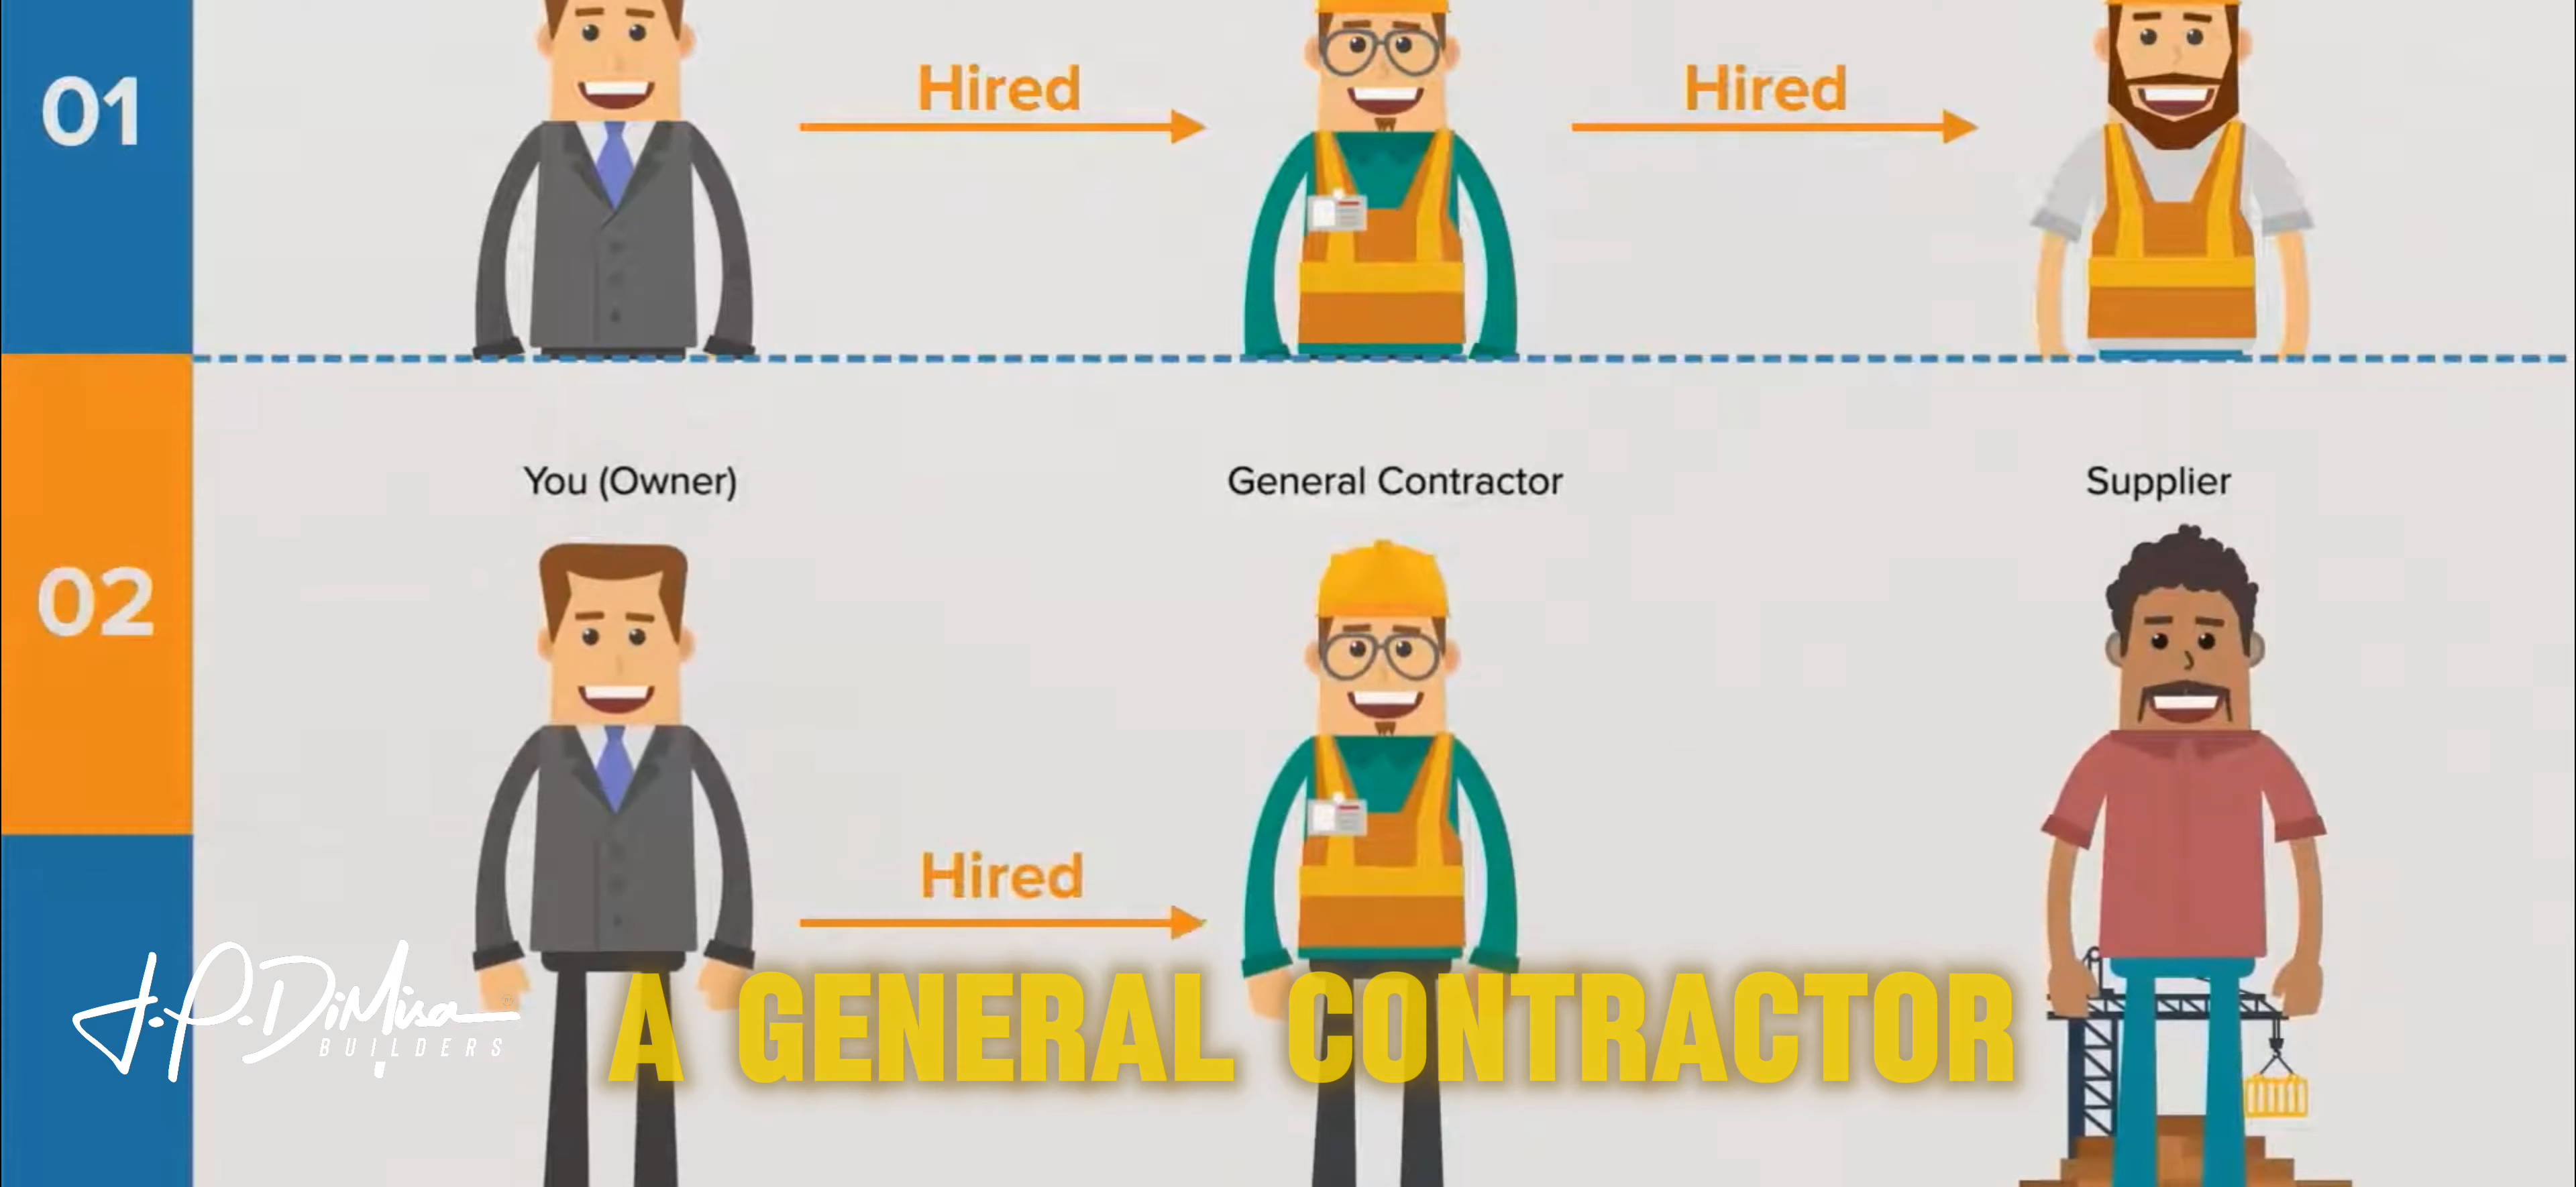 01
Hired
Hired
You (Owner)
General Contractor
Supplier
02
Hired
J.P. DiMisa
BUILDERS
A GENERAL CONTRACTOR